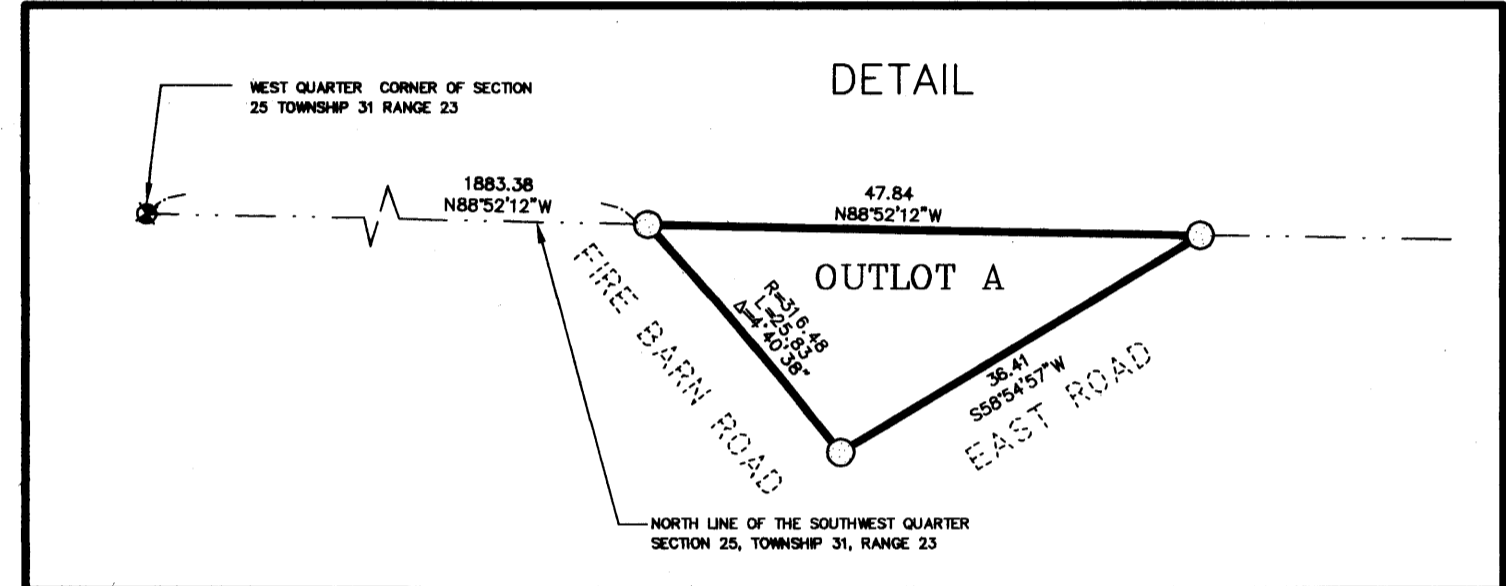 DETAIL
WEST QUARTER CORNER OF SECTION
25 TOWNSHIP 31 RANGE 23
1883.38
N88°52'12"W
47.84
N88°52'12"W
OUTLOT A
FIRE BARN ROAD
R=316.48
L=25.83
Δ=4°40'38"
36.41
S58°54'57"W
EAST ROAD
NORTH LINE OF THE SOUTHWEST QUARTER
SECTION 25, TOWNSHIP 31, RANGE 23